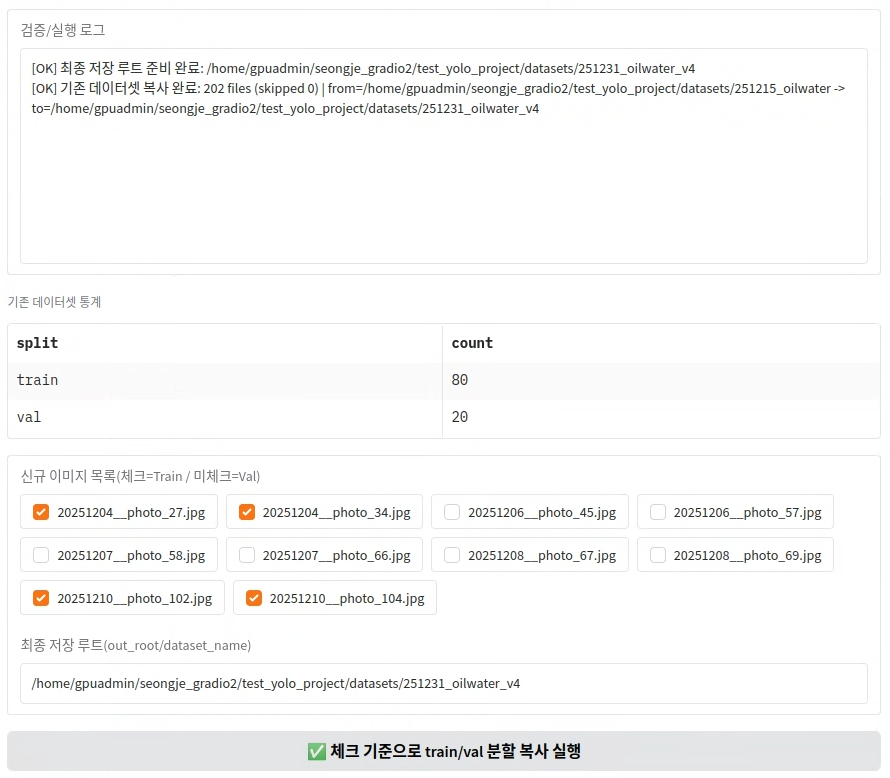 검증/실행 로그
[OK] 최종 저장 루트 준비 완료: /home/gpuadmin/seongje_gradio2/test_yolo_project/datasets/251231_oilwater_v4
[OK] 기존 데이터셋 복사 완료: 202 files (skipped 0) | from=/home/gpuadmin/seongje_gradio2/test_yolo_project/datasets/251215_oilwater ->
to=/home/gpuadmin/seongje_gradio2/test_yolo_project/datasets/251231_oilwater_v4
기존 데이터셋 통계
split count
train 80
val 20
신규 이미지 목록(체크=Train / 미체크=Val)
20251204__photo_27.jpg 20251204__photo_34.jpg 20251206__photo_45.jpg 20251206__photo_57.jpg
20251207__photo_58.jpg 20251207__photo_66.jpg 20251208__photo_67.jpg 20251208__photo_69.jpg
20251210__photo_102.jpg 20251210__photo_104.jpg
최종 저장 루트(out_root/dataset_name)
/home/gpuadmin/seongje_gradio2/test_yolo_project/datasets/251231_oilwater_v4
✅ 체크 기준으로 train/val 분할 복사 실행